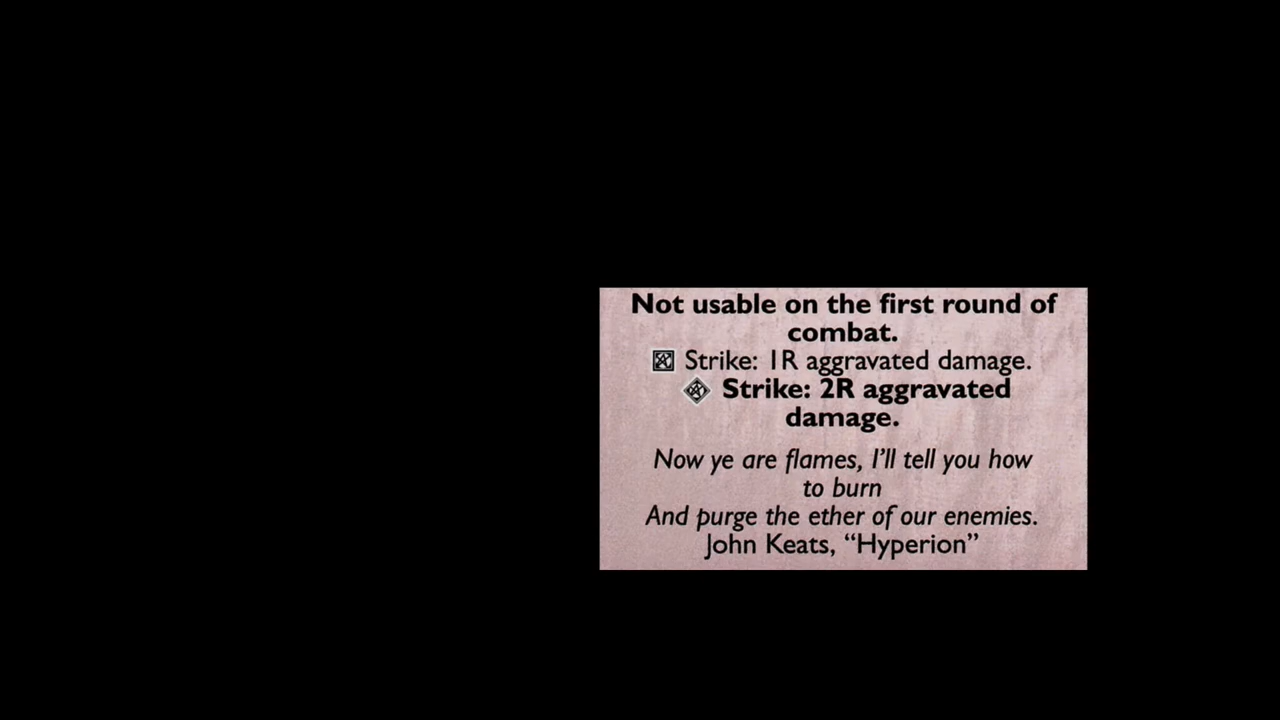 Not usable on the first round of
combat.
Strike: 1R aggravated damage.
Strike: 2R aggravated
damage.
Now ye are flames, I’ll tell you how
to burn
And purge the ether of our enemies.
John Keats, “Hyperion”